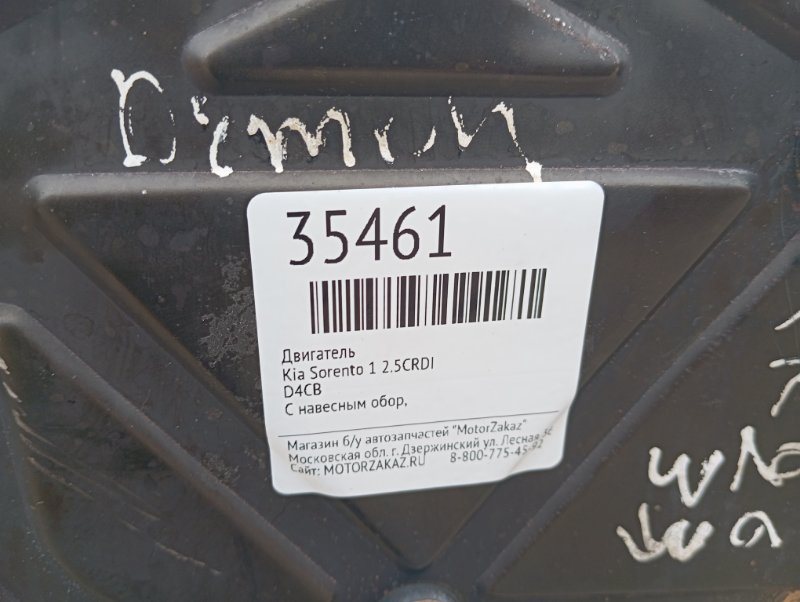 35461
Двигатель
Kia Sorento 1 2.5CRDI
D4CB
С навесным обор,
Магазин б/у автозапчастей "MotorZakaz"
Московская обл. г. Дзержинский ул. Лесная
Сайт: MOTORZAKAZ.RU 8-800-775-45-92